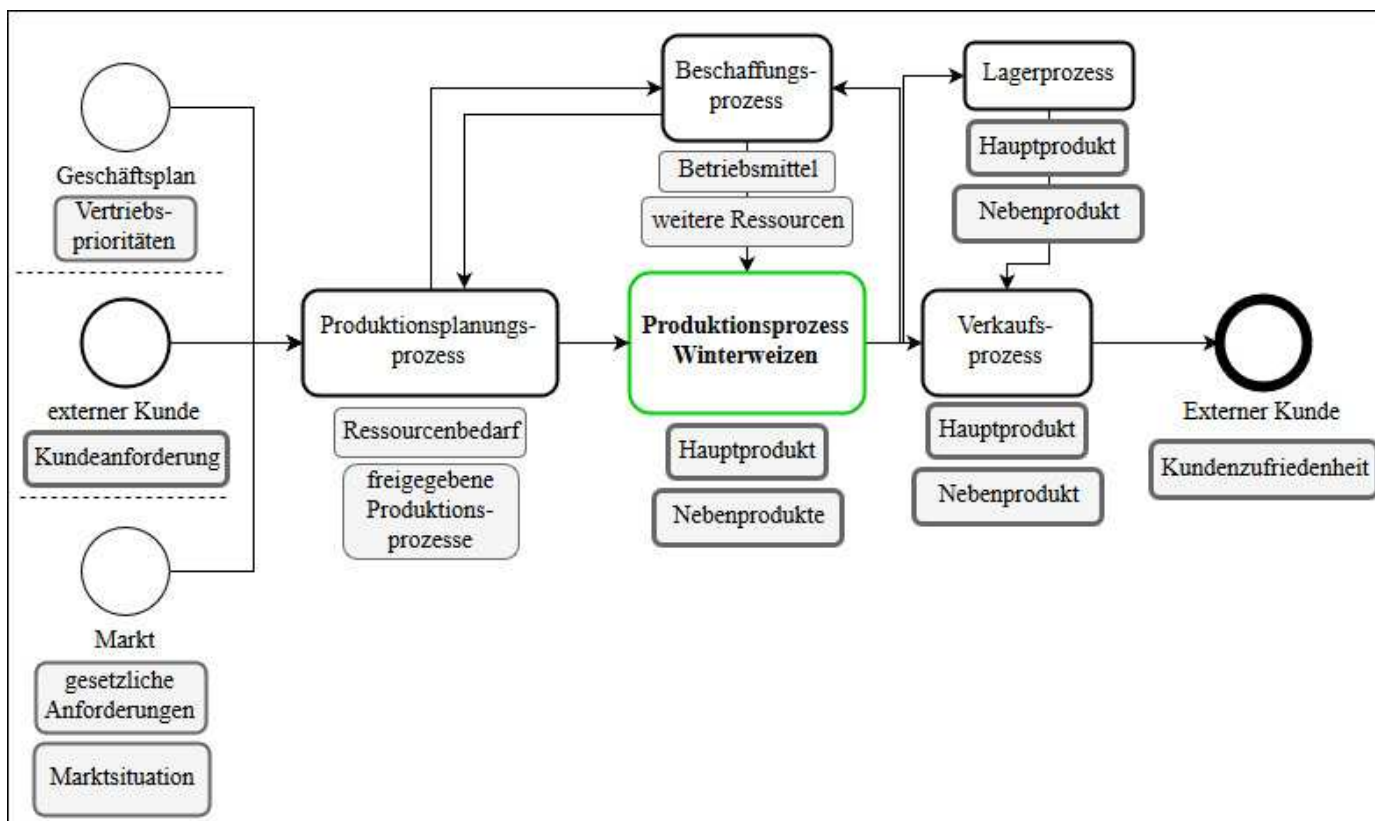 Geschäftsplan
Vertriebs-
prioritäten
externer Kunde
Kundeanforderung
Markt
gesetzliche
Anforderungen
Marktsituation
Produktionsplanungs-
prozess
Ressourcenbedarf
freigegebene
Produktions-
prozesse
Beschaffungs-
prozess
Betriebsmittel
weitere Ressourcen
Produktionsprozess
Winterweizen
Hauptprodukt
Nebenprodukte
Lagerprozess
Hauptprodukt
Nebenprodukt
Verkaufs-
prozess
Hauptprodukt
Nebenprodukt
Externer Kunde
Kundenzufriedenheit